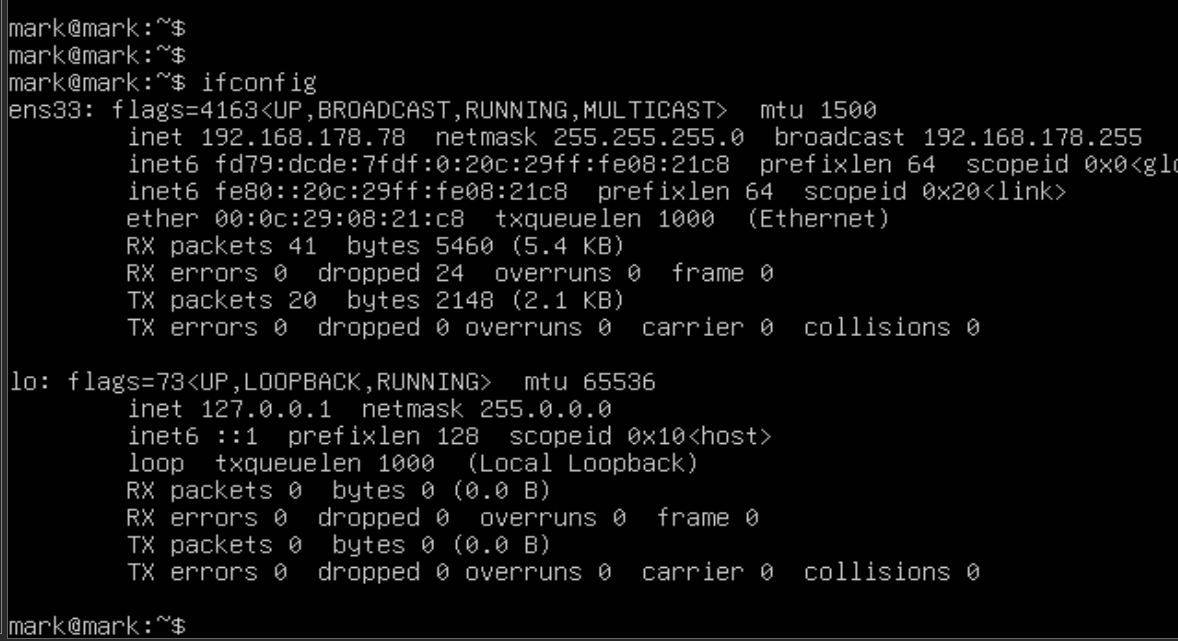 mark@mark:~$
mark@mark:~$
mark@mark:~$ ifconfig
ens33: flags=4163<UP,BROADCAST,RUNNING,MULTICAST>  mtu 1500
        inet 192.168.178.78  netmask 255.255.255.0  broadcast 192.168.178.255
        inet6 fd79:dcde:7fdf:0:20c:29ff:fe08:21c8  prefixlen 64  scopeid 0x0<glo
        inet6 fe80::20c:29ff:fe08:21c8  prefixlen 64  scopeid 0x20<link>
        ether 00:0c:29:08:21:c8  txqueuelen 1000  (Ethernet)
        RX packets 41  bytes 5460 (5.4 KB)
        RX errors 0  dropped 24  overruns 0  frame 0
        TX packets 20  bytes 2148 (2.1 KB)
        TX errors 0  dropped 0 overruns 0  carrier 0  collisions 0
lo: flags=73<UP,LOOPBACK,RUNNING>  mtu 65536
        inet 127.0.0.1  netmask 255.0.0.0
        inet6 ::1  prefixlen 128  scopeid 0x10<host>
        loop  txqueuelen 1000  (Local Loopback)
        RX packets 0  bytes 0 (0.0 B)
        RX errors 0  dropped 0  overruns 0  frame 0
        TX packets 0  bytes 0 (0.0 B)
        TX errors 0  dropped 0 overruns 0  carrier 0  collisions 0
mark@mark:~$